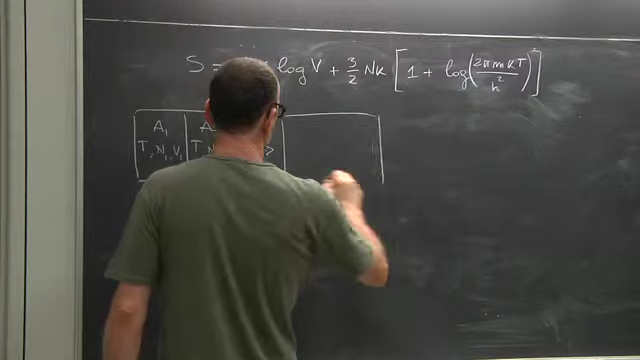 S = log V + 3/2 Nk [ 1 + log( 2πmkT / h² ) ]
A₁
T, N₁, V₁ T